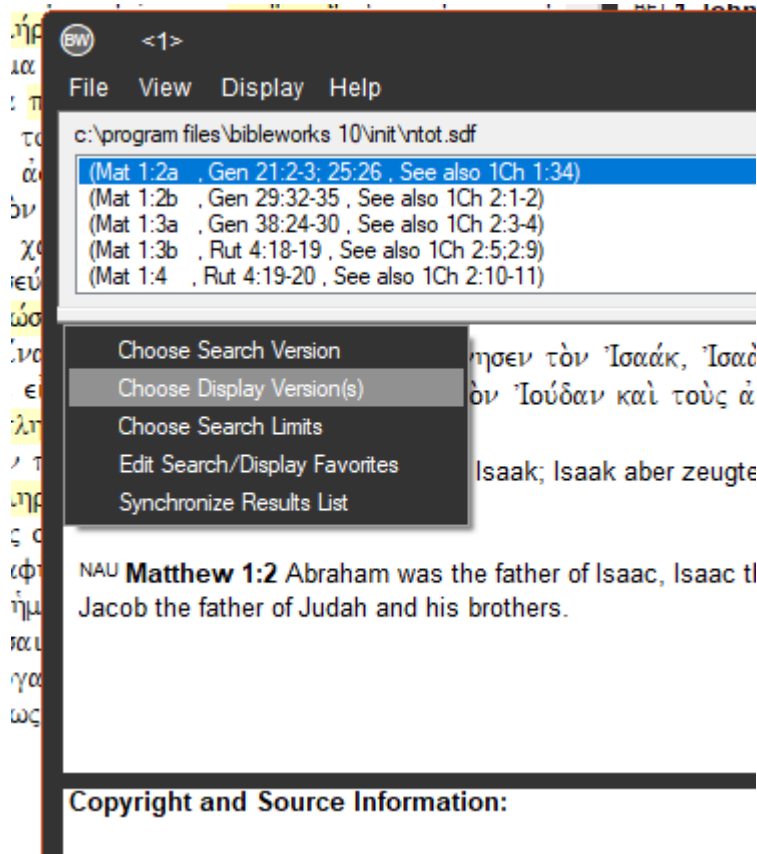 BW <1>
File View Display Help
c:\program files\bibleworks 10\init\ntot.sdf
(Mat 1:2a , Gen 21:2-3; 25:26 , See also 1Ch 1:34)
(Mat 1:2b , Gen 29:32-35 , See also 1Ch 2:1-2)
(Mat 1:3a , Gen 38:24-30 , See also 1Ch 2:3-4)
(Mat 1:3b , Rut 4:18-19 , See also 1Ch 2:5;2:9)
(Mat 1:4 , Rut 4:19-20 , See also 1Ch 2:10-11)
Choose Search Version
Choose Display Version(s)
Choose Search Limits
Edit Search/Display Favorites
Synchronize Results List
τὸν Ἰσαάκ,
Ἰούδαν καὶ τοὺς
Isaak; Isaak aber zeugte
NAU Matthew 1:2 Abraham was the father of Isaac, Isaac
Jacob the father of Judah and his brothers.
Copyright and Source Information: